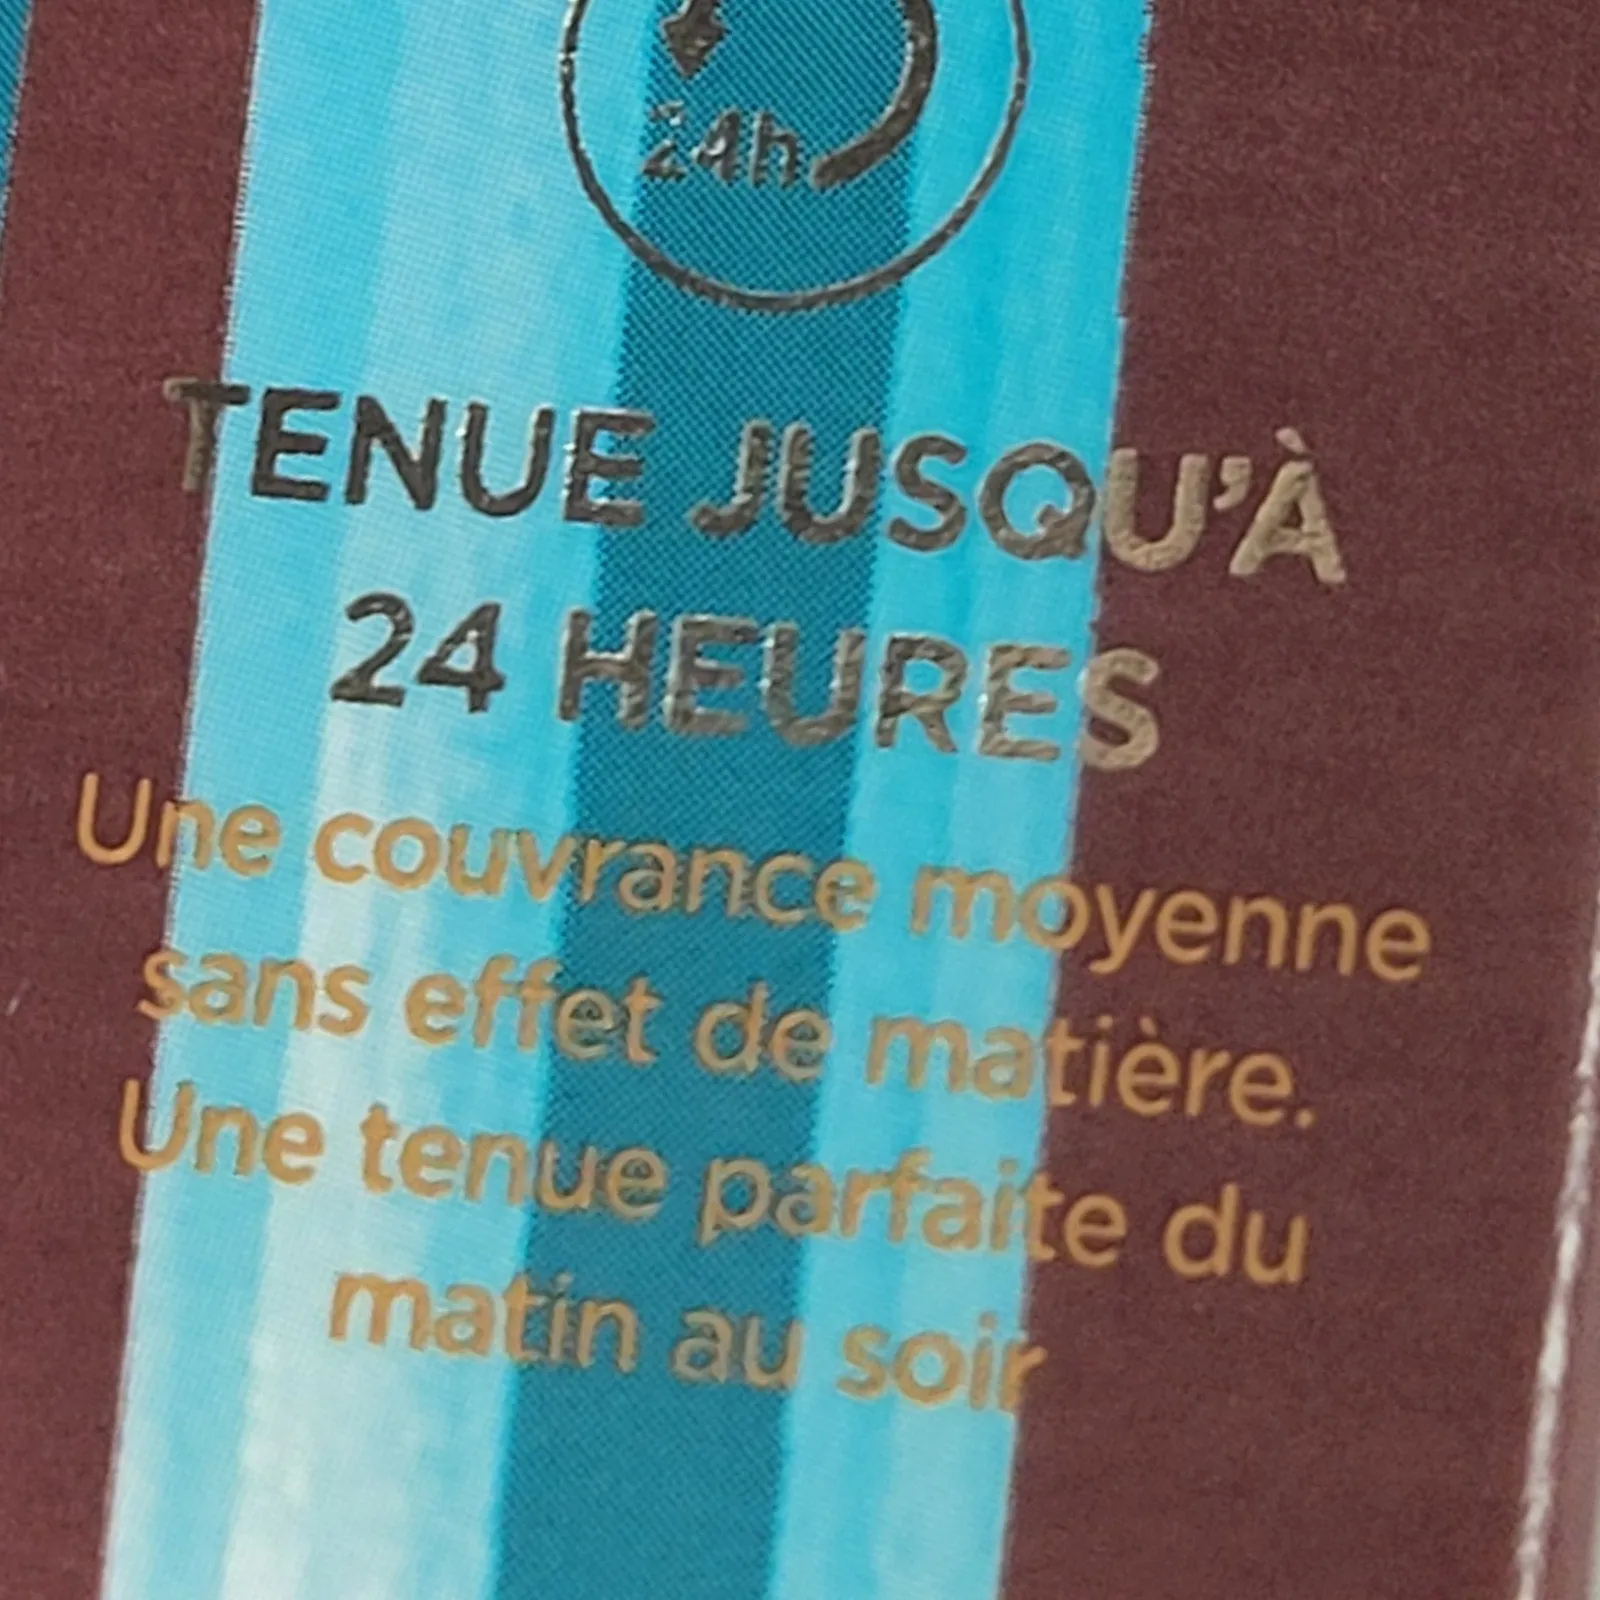 24h
TENUE JUSQU'À
24 HEURES
Une couvrance moyenne
sans effet de matière.
Une tenue parfaite du
matin au soir